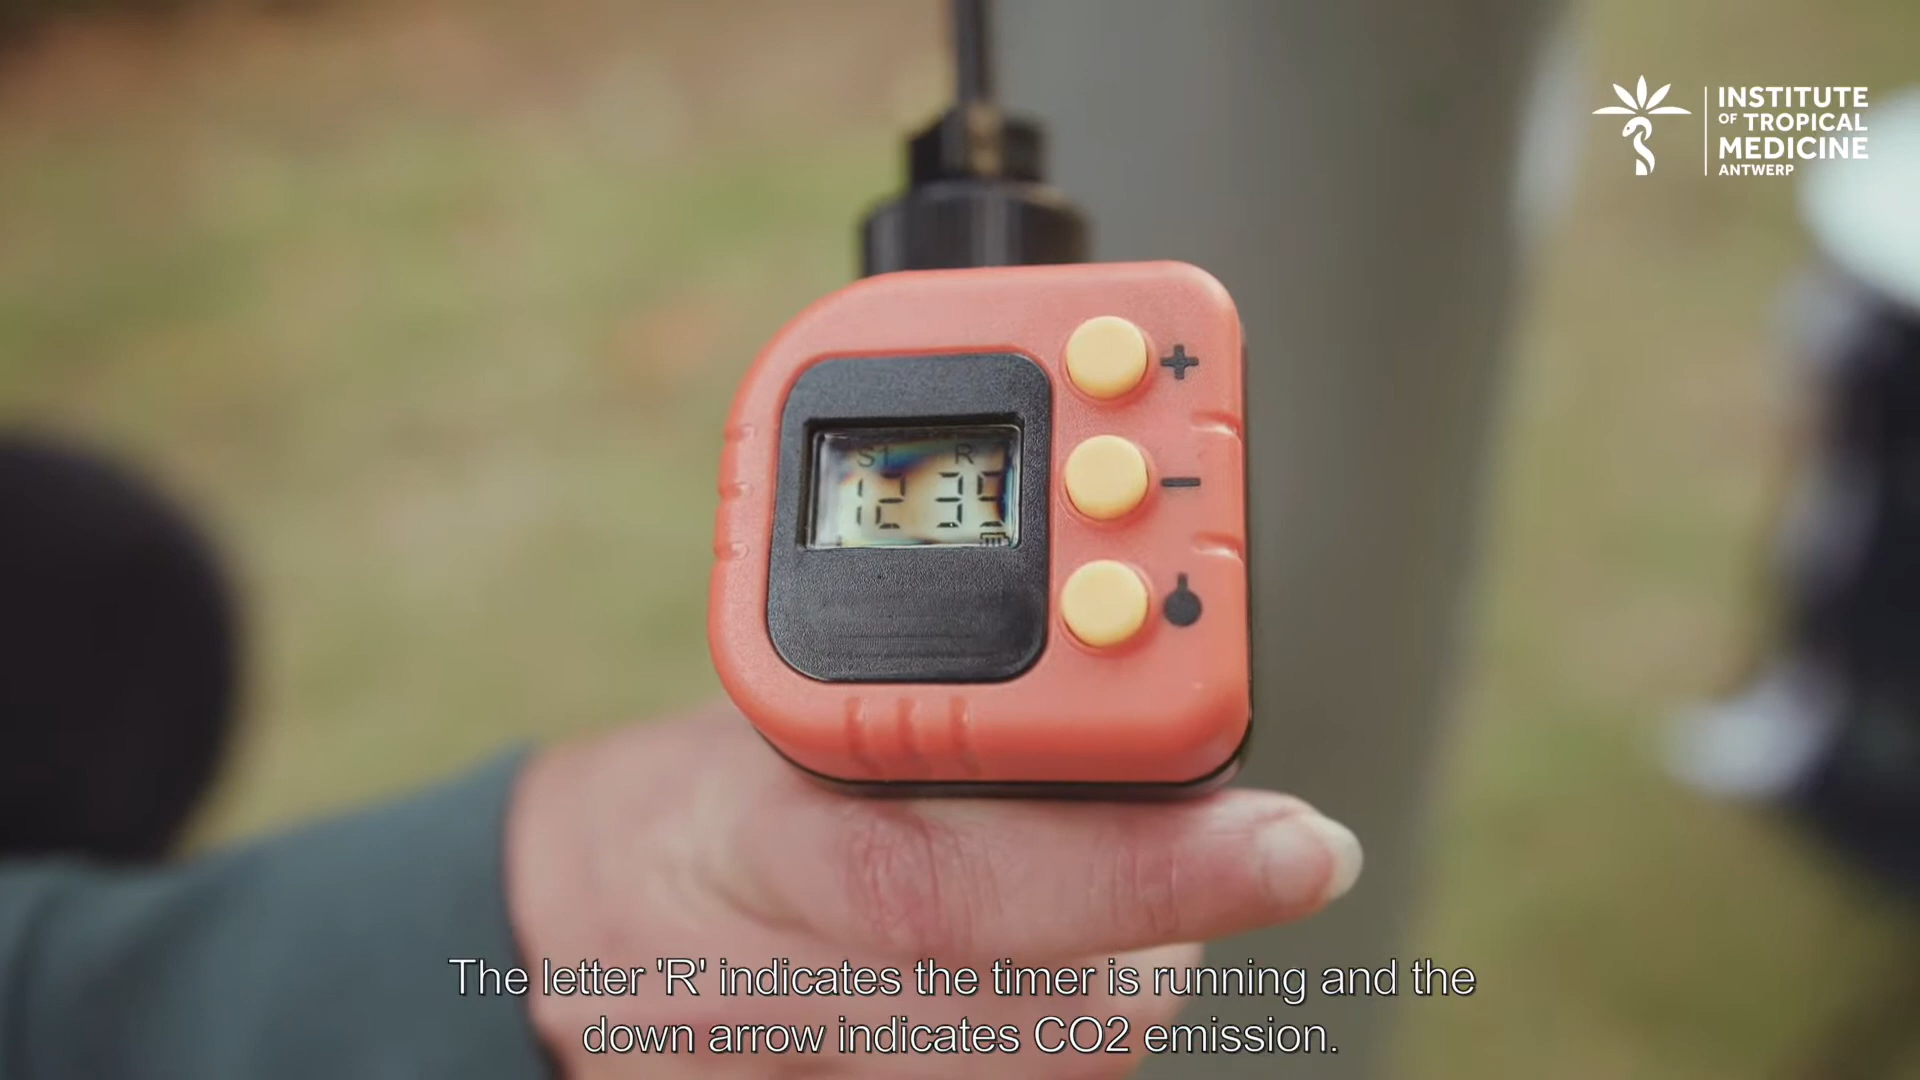 INSTITUTE
OF TROPICAL
MEDICINE
ANTWERP
+
S1 R
12 35
-
The letter 'R' indicates the timer is running and the
down arrow indicates CO2 emission.